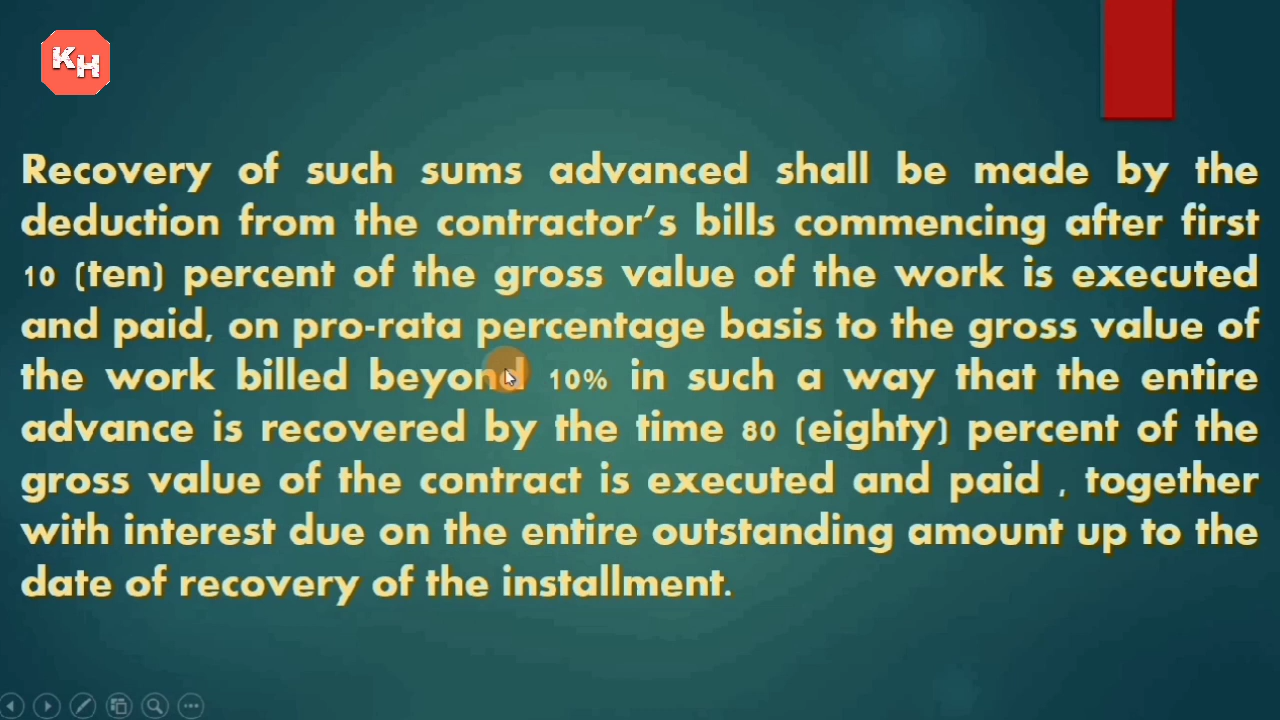 KH
Recovery of such sums advanced shall be made by the
deduction from the contractor's bills commencing after first
10 (ten) percent of the gross value of the work is executed
and paid, on pro-rata percentage basis to the gross value of
the work billed beyond 10% in such a way that the entire
advance is recovered by the time 80 (eighty) percent of the
gross value of the contract is executed and paid , together
with interest due on the entire outstanding amount up to the
date of recovery of the installment.